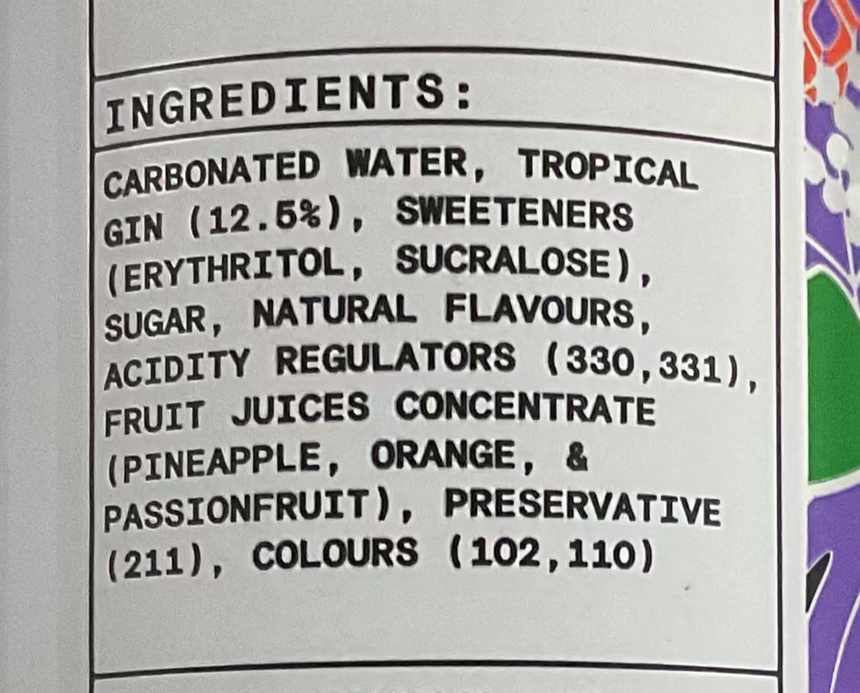 INGREDIENTS:
CARBONATED WATER, TROPICAL
GIN (12.5%), SWEETENERS
(ERYTHRITOL, SUCRALOSE),
SUGAR, NATURAL FLAVOURS,
ACIDITY REGULATORS (330,331),
FRUIT JUICES CONCENTRATE
(PINEAPPLE, ORANGE, &
PASSIONFRUIT), PRESERVATIVE
(211), COLOURS (102,110)